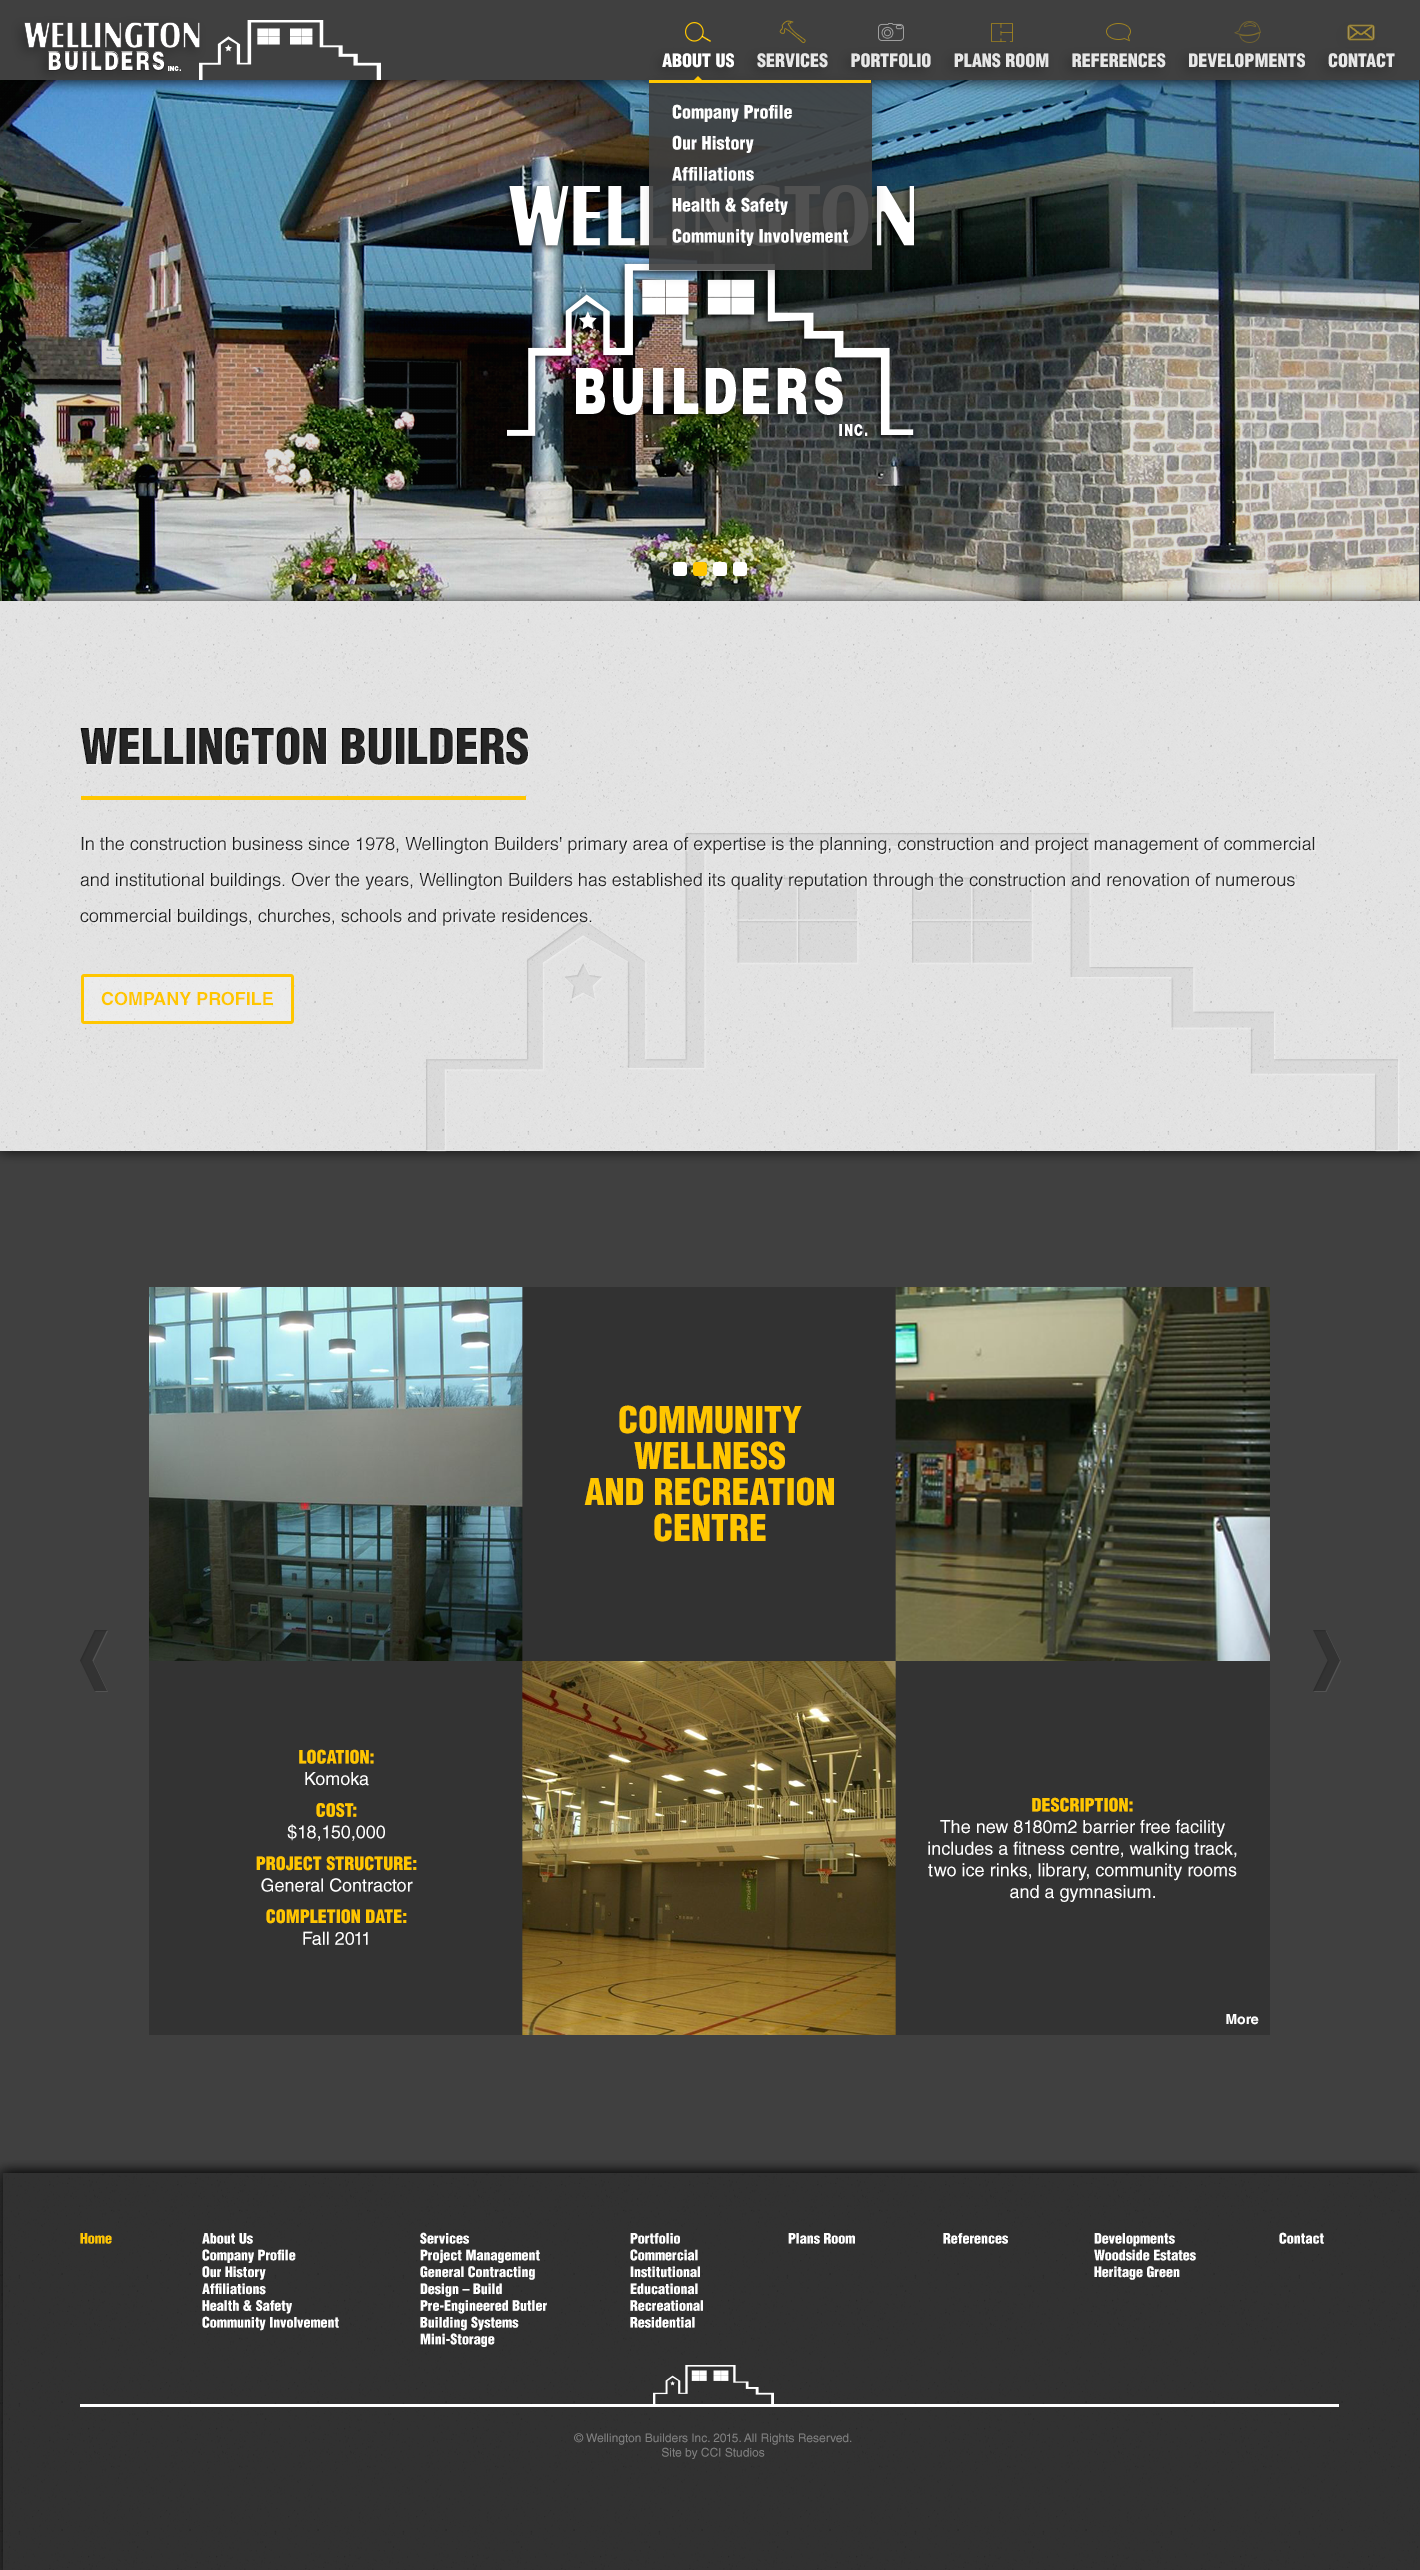 WELLINGTON
BUILDERS INC.
ABOUT US
SERVICES
PORTFOLIO
PLANS ROOM
REFERENCES
DEVELOPMENTS
CONTACT
Company Profile
Our History
Affiliations
Health & Safety
Community Involvement
WELLINGTON
BUILDERS
INC.
WELLINGTON BUILDERS
In the construction business since 1978, Wellington Builders' primary area of expertise is the planning, construction and project management of commercial
and institutional buildings. Over the years, Wellington Builders has established its quality reputation through the construction and renovation of numerous
commercial buildings, churches, schools and private residences.
COMPANY PROFILE
COMMUNITY
WELLNESS
AND RECREATION
CENTRE
LOCATION:
Komoka
COST:
$18,150,000
PROJECT STRUCTURE:
General Contractor
COMPLETION DATE:
Fall 2011
DESCRIPTION:
The new 8180m2 barrier free facility
includes a fitness centre, walking track,
two ice rinks, library, community rooms
and a gymnasium.
More
Home
About Us
Company Profile
Our History
Affiliations
Health & Safety
Community Involvement
Services
Project Management
General Contracting
Design – Build
Pre-Engineered Butler
Building Systems
Mini-Storage
Portfolio
Commercial
Institutional
Educational
Recreational
Residential
Plans Room
References
Developments
Woodside Estates
Heritage Green
Contact
© Wellington Builders Inc. 2015. All Rights Reserved.
Site by CCI Studios